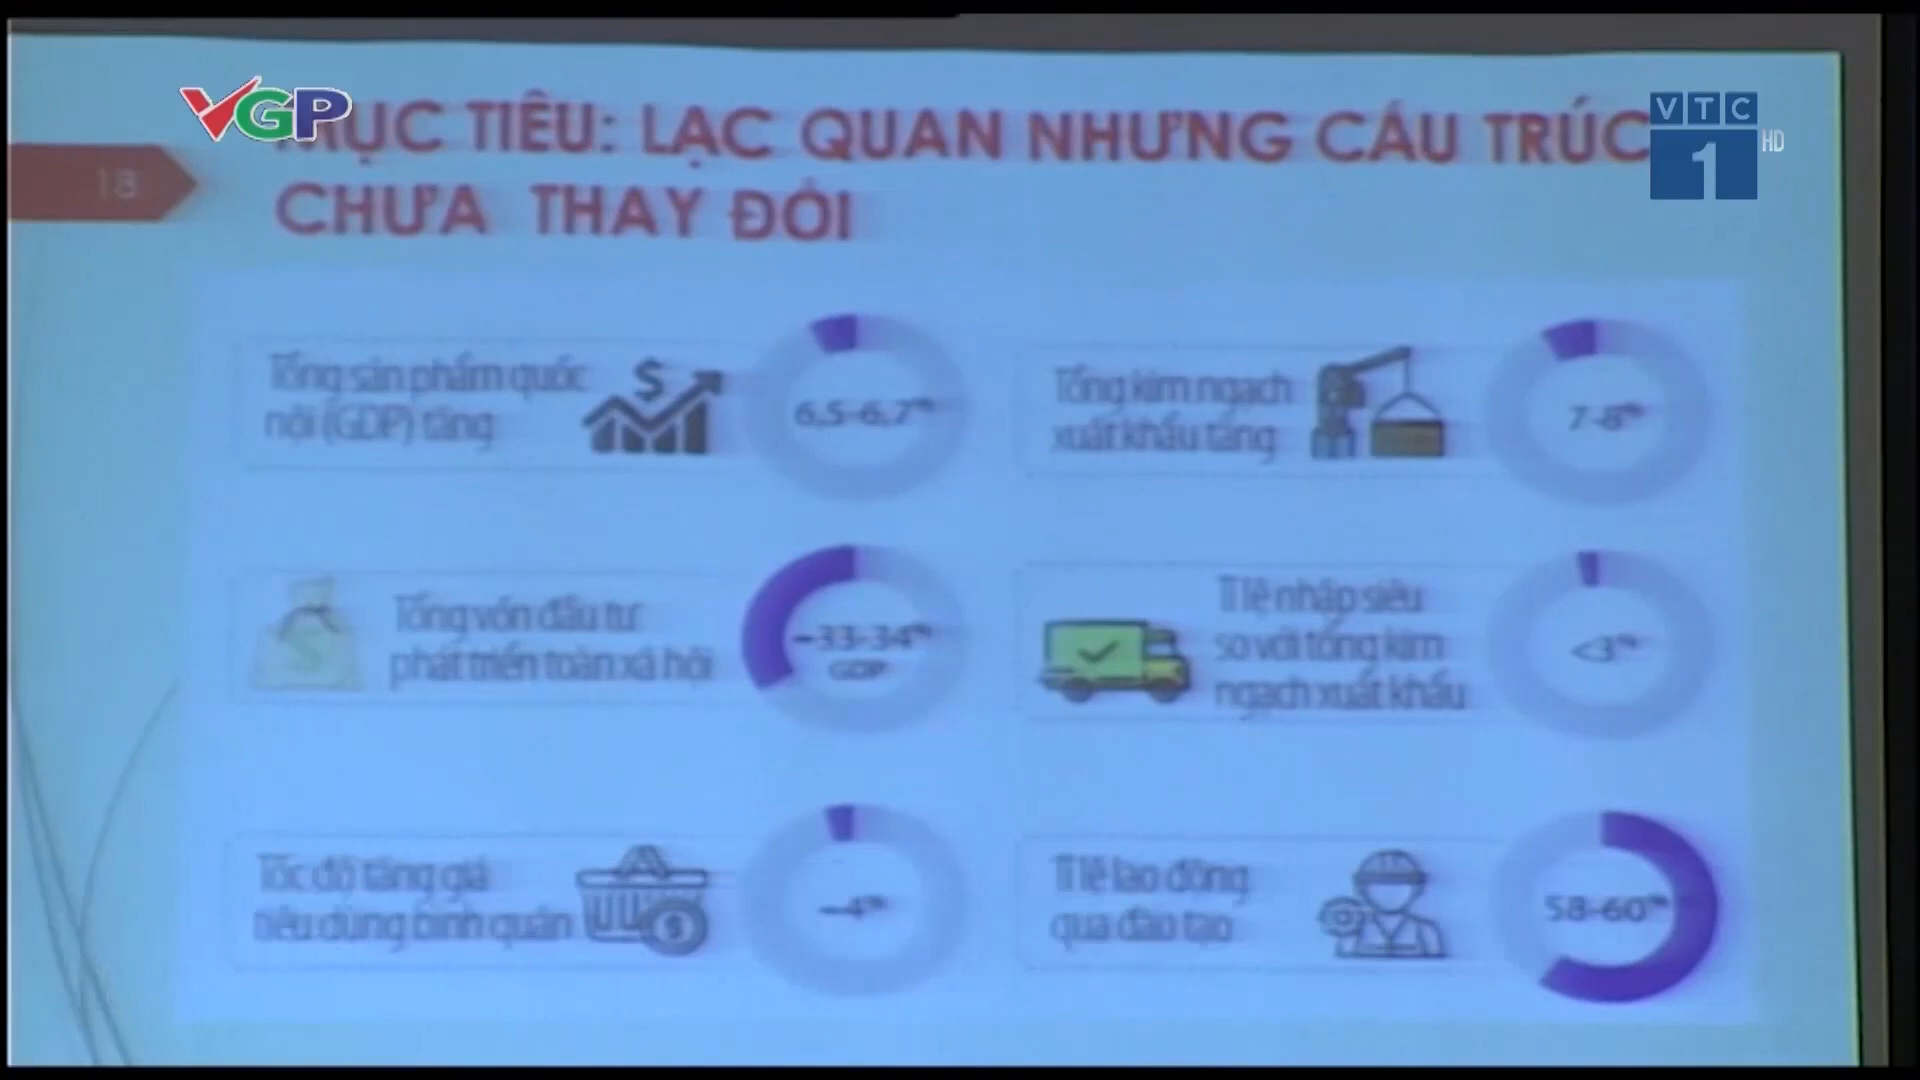 VGP
VTC
1 HD
18
MỤC TIÊU: LẠC QUAN NHƯNG CẤU TRÚC
CHƯA THAY ĐỔI
Tổng sản phẩm quốc
nội (GDP) tăng
$
6,5-6,7%
Tổng kim ngạch
xuất khẩu tăng
7-8%
$
Tổng vốn đầu tư
phát triển toàn xã hội
~33-34%
GDP
Tỉ lệ nhập siêu
so với tổng kim
ngạch xuất khẩu
<3%
Tốc độ tăng giá
tiêu dùng bình quân
$
~4%
Tỉ lệ lao động
qua đào tạo
58-60%